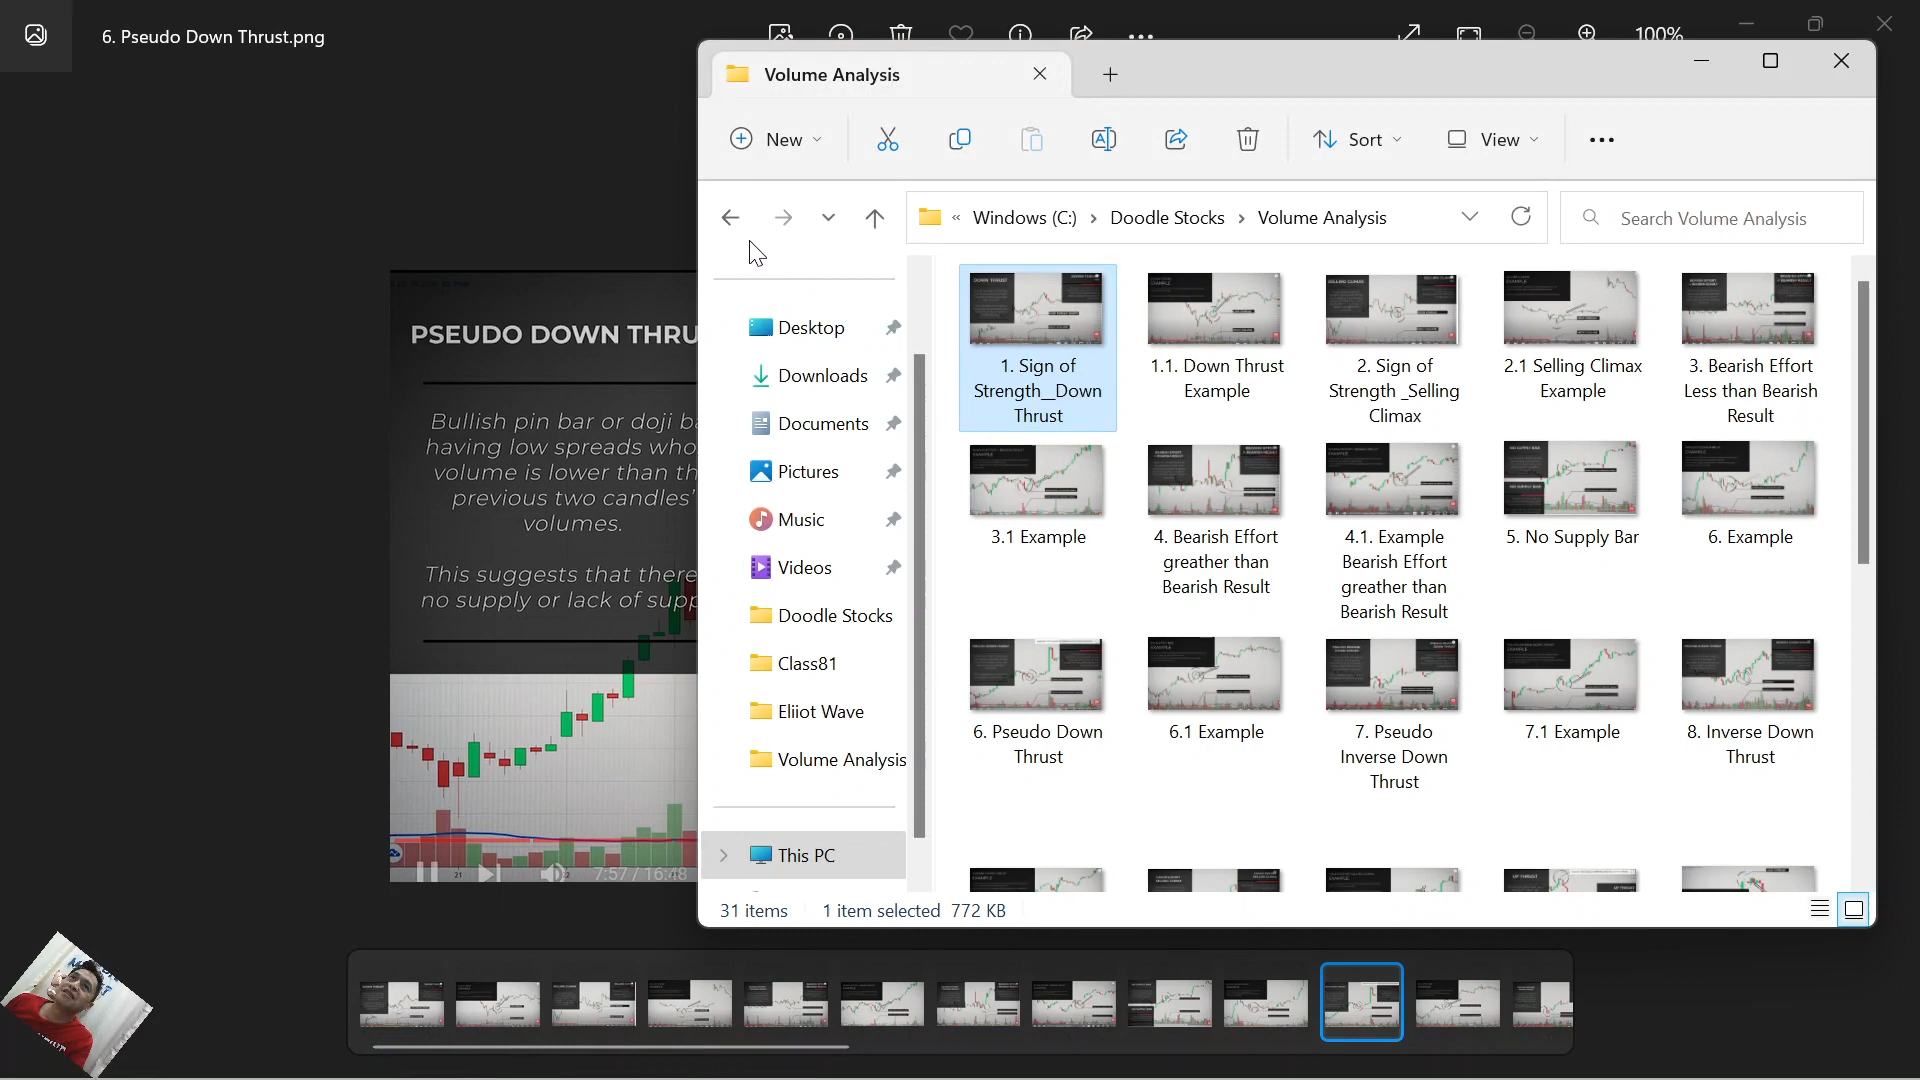 6. Pseudo Down Thrust.png
100%
Volume Analysis
New
Sort
View
« Windows (C:) > Doodle Stocks > Volume Analysis
Search Volume Analysis
PSEUDO DOWN THRU
Bullish pin bar or doji ba
having low spreads who
volume is lower than th
previous two candles'
volumes.
This suggests that there
no supply or lack of supp
21
7:57 / 16:48
Desktop
Downloads
Documents
Pictures
Music
Videos
Doodle Stocks
Class81
Eliiot Wave
Volume Analysis
This PC
1. Sign of
Strength__Down
Thrust
1.1. Down Thrust
Example
2. Sign of
Strength _Selling
Climax
2.1 Selling Climax
Example
3. Bearish Effort
Less than Bearish
Result
3.1 Example
4. Bearish Effort
greather than
Bearish Result
4.1. Example
Bearish Effort
greather than
Bearish Result
5. No Supply Bar
6. Example
6. Pseudo Down
Thrust
6.1 Example
7. Pseudo
Inverse Down
Thrust
7.1 Example
8. Inverse Down
Thrust
31 items
1 item selected 772 KB